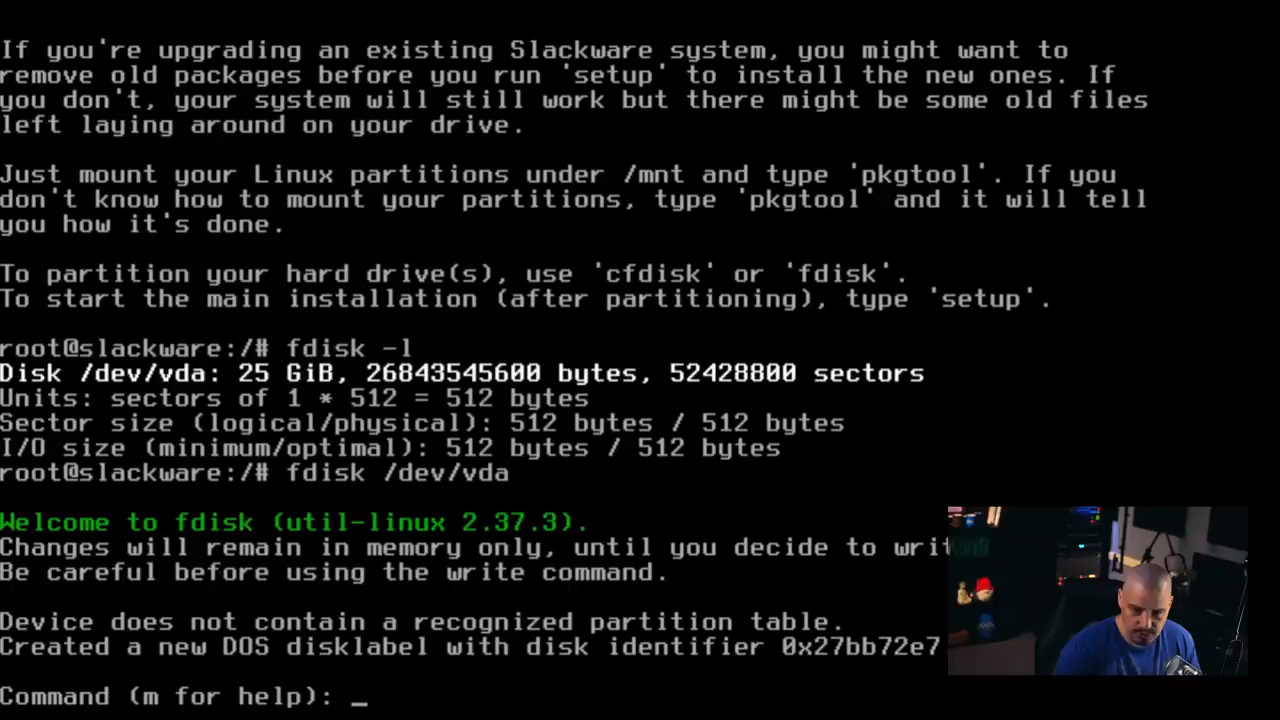 If you're upgrading an existing Slackware system, you might want to
remove old packages before you run 'setup' to install the new ones. If
you don't, your system will still work but there might be some old files
left laying around on your drive.
Just mount your Linux partitions under /mnt and type 'pkgtool'. If you
don't know how to mount your partitions, type 'pkgtool' and it will tell
you how it's done.
To partition your hard drive(s), use 'cfdisk' or 'fdisk'.
To start the main installation (after partitioning), type 'setup'.
root@slackware:/# fdisk -l
Disk /dev/vda: 25 GiB, 26843545600 bytes, 52428800 sectors
Units: sectors of 1 * 512 = 512 bytes
Sector size (logical/physical): 512 bytes / 512 bytes
I/O size (minimum/optimal): 512 bytes / 512 bytes
root@slackware:/# fdisk /dev/vda
Welcome to fdisk (util-linux 2.37.3).
Changes will remain in memory only, until you decide to writ
Be careful before using the write command.
Device does not contain a recognized partition table.
Created a new DOS disklabel with disk identifier 0x27bb72e7
Command (m for help): _